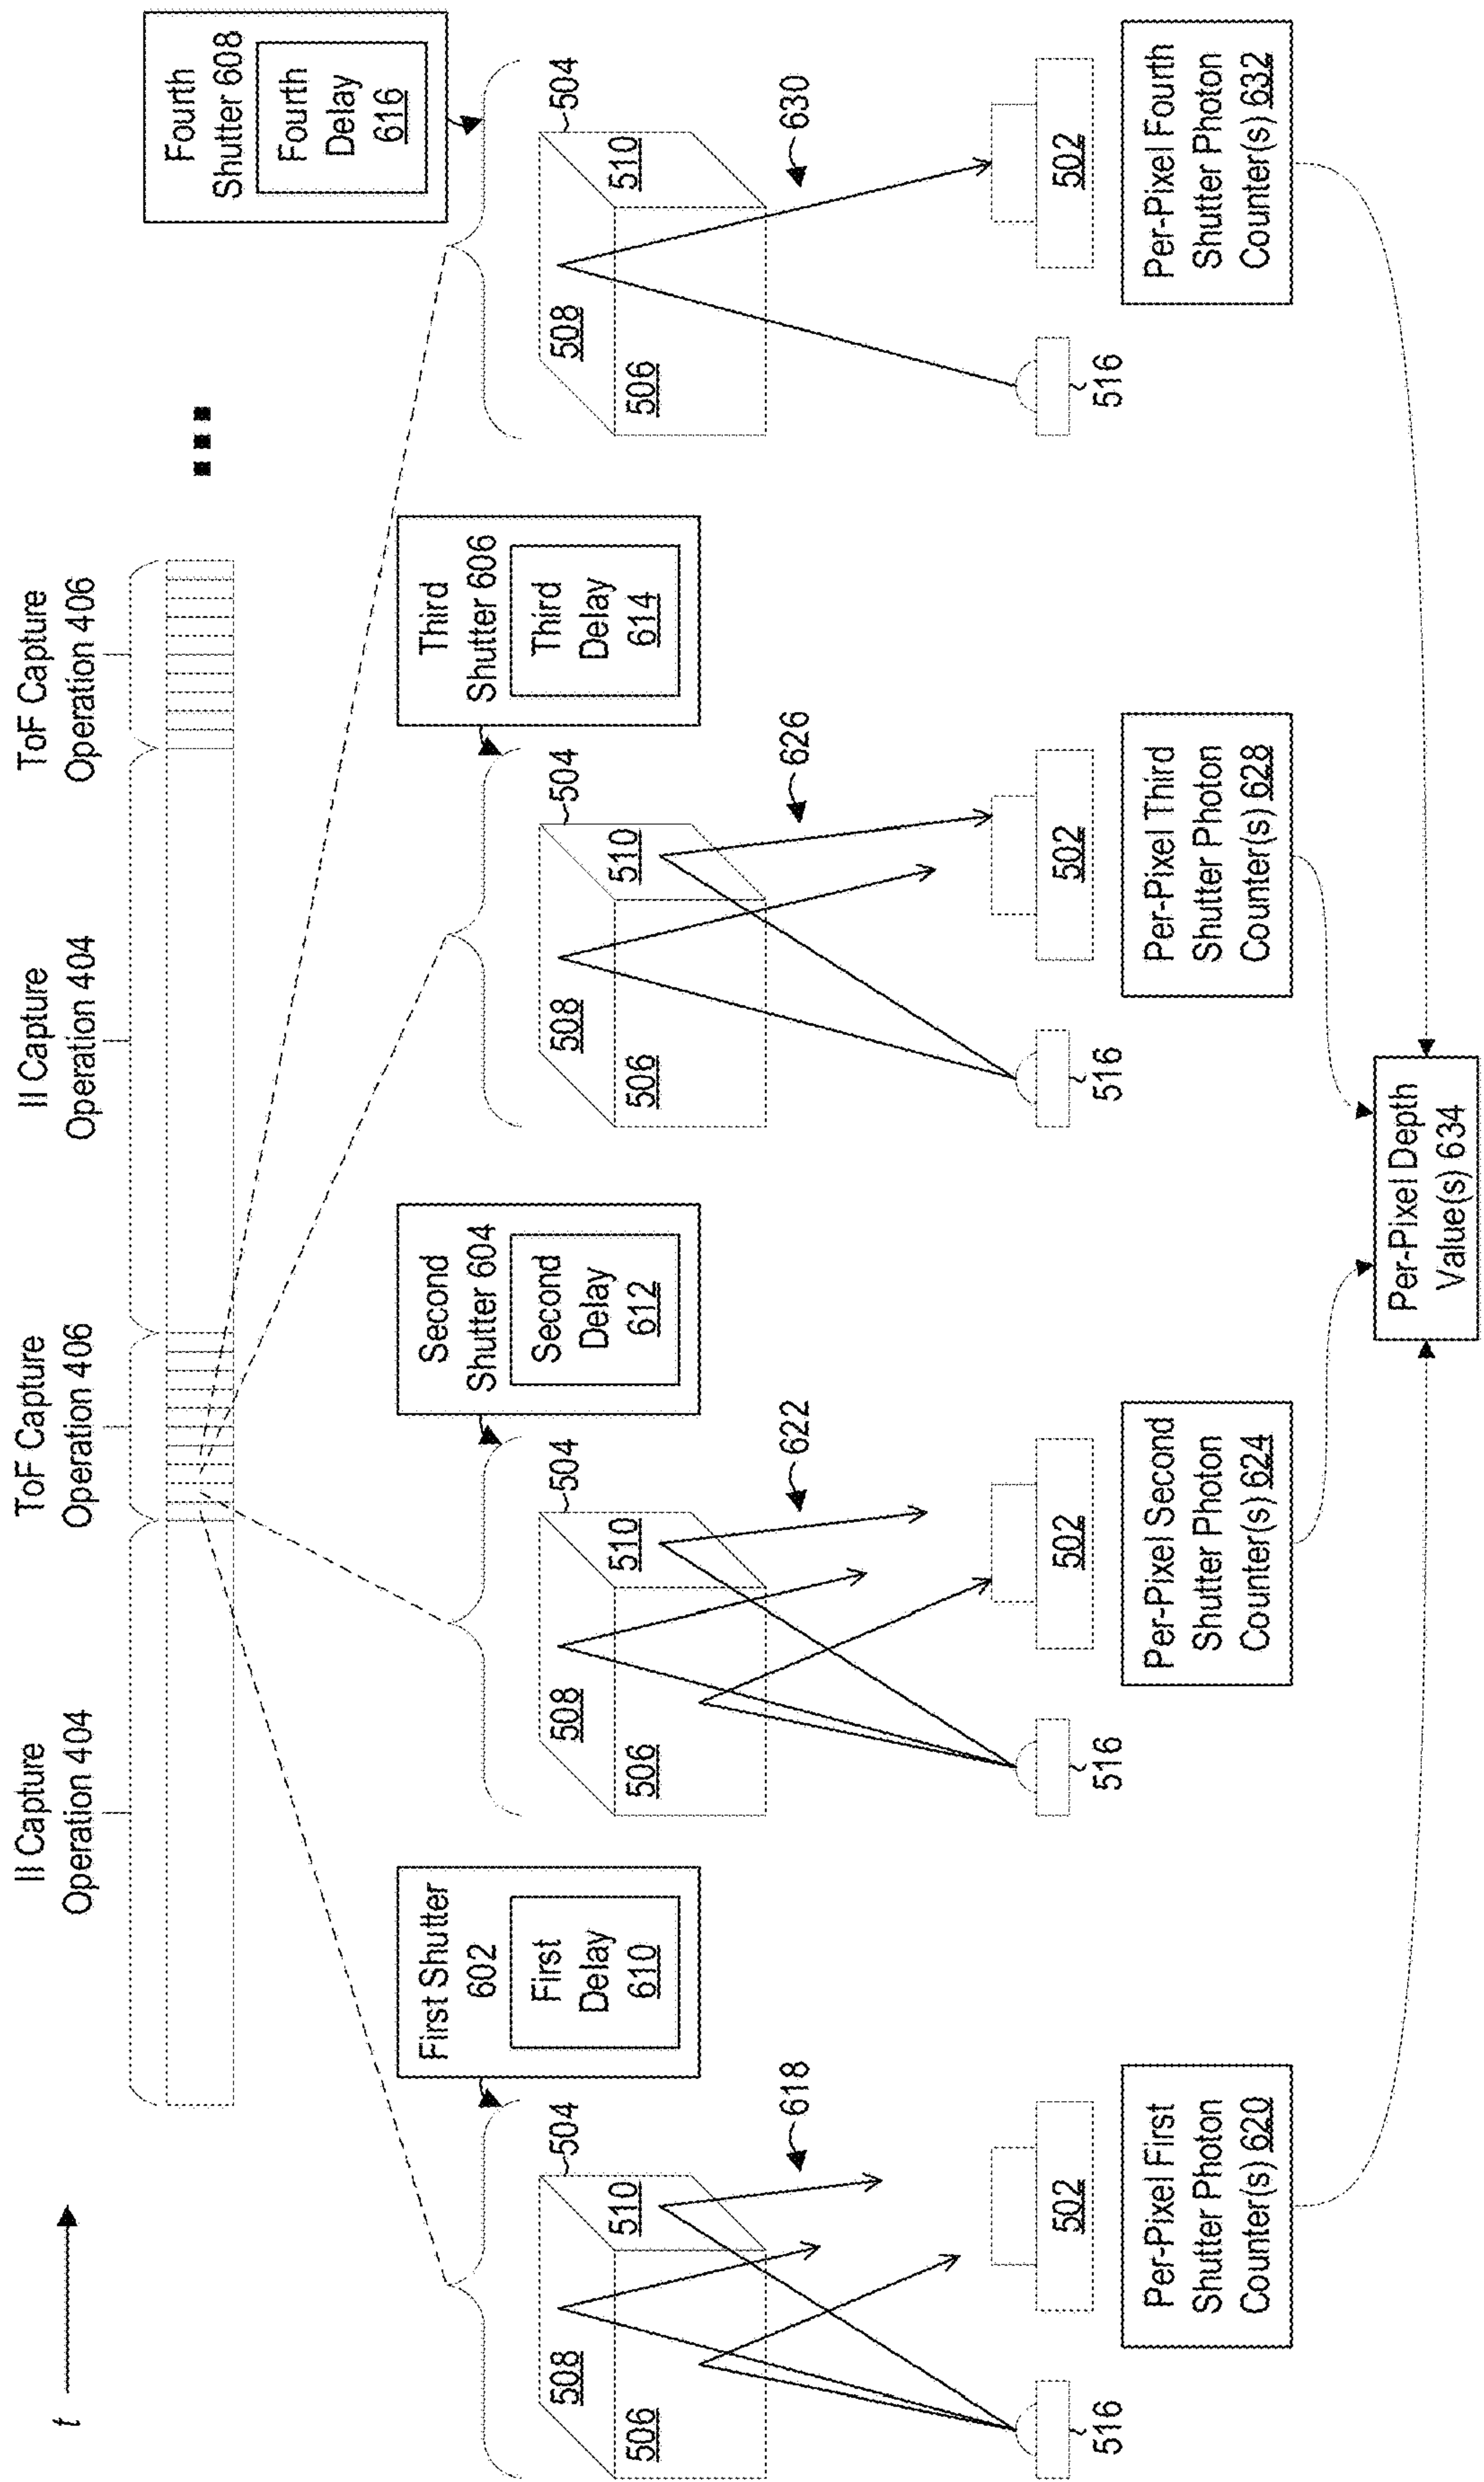 t
II Capture
Operation 404
ToF Capture
Operation 406
II Capture
Operation 404
ToF Capture
Operation 406
First Shutter
602
First
Delay
610
Second
Shutter 604
Second
Delay
612
Third
Shutter 606
Third
Delay
614
Fourth
Shutter 608
Fourth
Delay
616
504
508
510
506
618
502
516
504
508
510
506
622
502
516
504
508
510
506
626
502
516
504
508
510
506
630
502
516
Per-Pixel First
Shutter Photon
Counter(s) 620
Per-Pixel Second
Shutter Photon
Counter(s) 624
Per-Pixel Third
Shutter Photon
Counter(s) 628
Per-Pixel Fourth
Shutter Photon
Counter(s) 632
Per-Pixel Depth
Value(s) 634